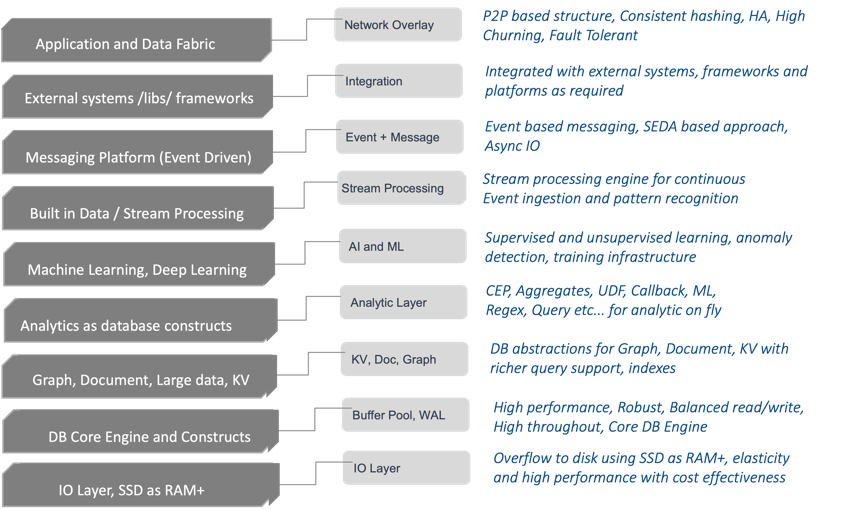 Application and Data Fabric
Network Overlay
P2P based structure, Consistent hashing, HA, High
Churning, Fault Tolerant
External systems /libs/ frameworks
Integration
Integrated with external systems, frameworks and
platforms as required
Messaging Platform (Event Driven)
Event + Message
Event based messaging, SEDA based approach,
Async IO
Built in Data / Stream Processing
Stream Processing
Stream processing engine for continuous
Event ingestion and pattern recognition
Machine Learning, Deep Learning
AI and ML
Supervised and unsupervised learning, anomaly
detection, training infrastructure
Analytics as database constructs
Analytic Layer
CEP, Aggregates, UDF, Callback, ML,
Regex, Query etc... for analytic on fly
Graph, Document, Large data, KV
KV, Doc, Graph
DB abstractions for Graph, Document, KV with
richer query support, indexes
DB Core Engine and Constructs
Buffer Pool, WAL
High performance, Robust, Balanced read/write,
High throughout, Core DB Engine
IO Layer, SSD as RAM+
IO Layer
Overflow to disk using SSD as RAM+, elasticity
and high performance with cost effectiveness